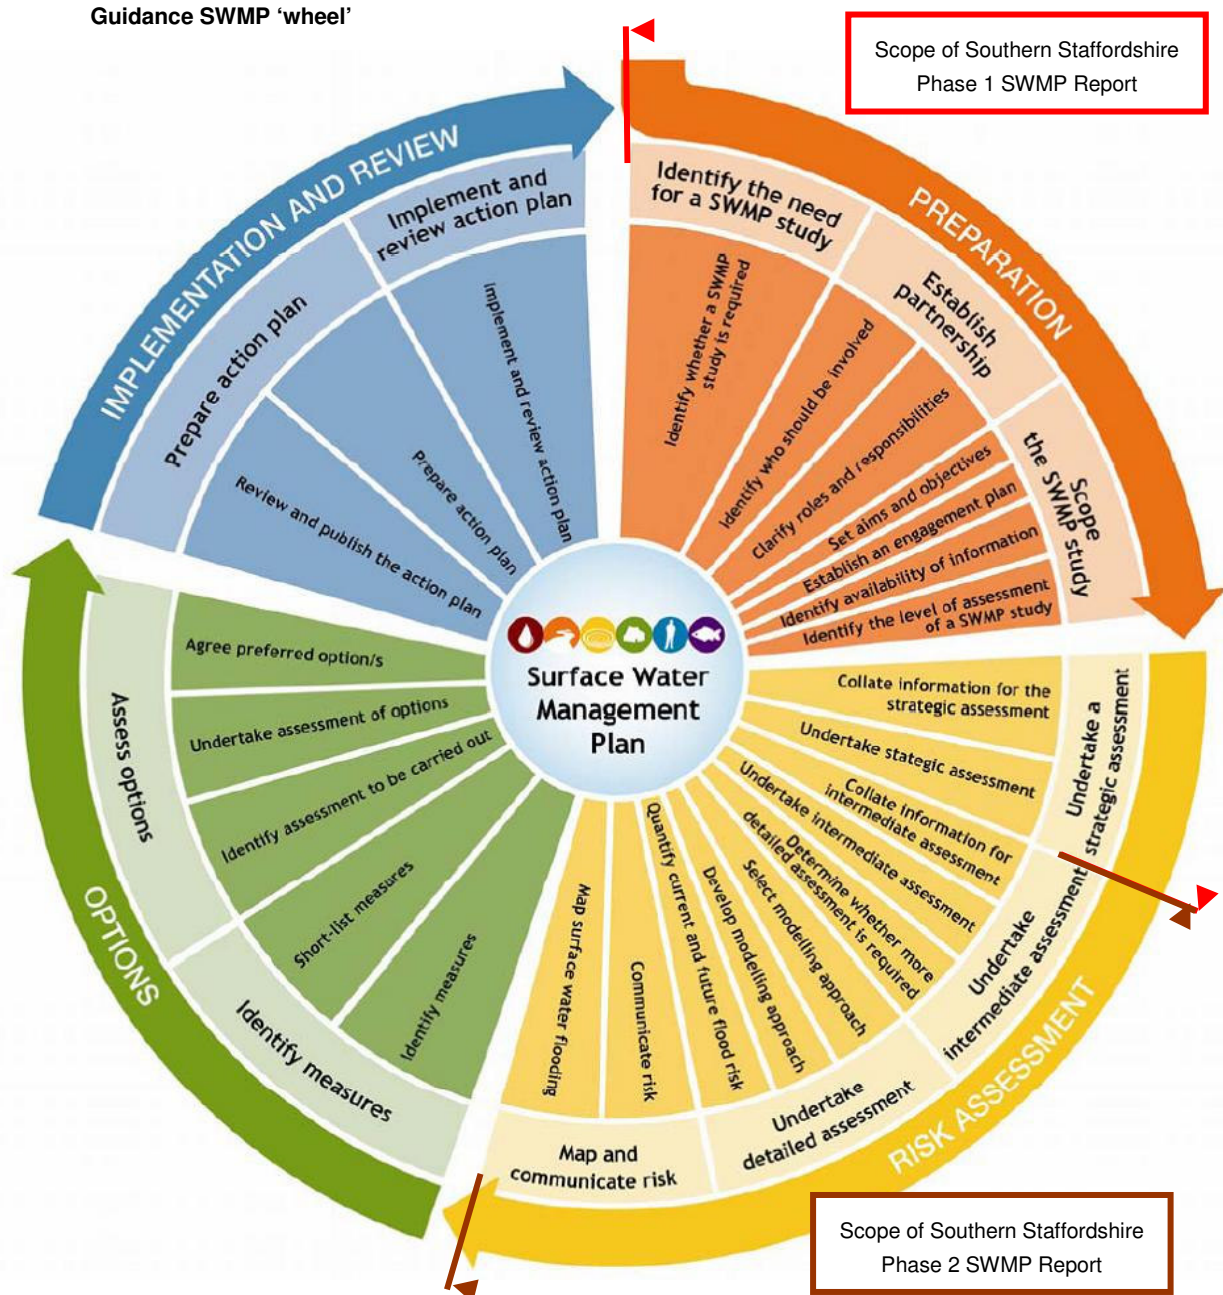 Guidance SWMP ‘wheel’
Scope of Southern Staffordshire
Phase 1 SWMP Report
PREPARATION
Identify the need
for a SWMP study
Establish
partnership
Scope
the SWMP study
Identify whether a SWMP
study is required
Identify who should be involved
Clarify roles and responsibilities
Set aims and objectives
Establish an engagement plan
Identify availability of information
Identify the level of assessment
of a SWMP study
RISK ASSESSMENT
Undertake a
strategic assessment
Undertake
intermediate assessment
Undertake
detailed assessment
Map and
communicate risk
Collate information for the
strategic assessment
Undertake stategic assessment
Collate information for
intermediate assessment
Undertake intermediate assessment
Determine whether more
detailed assessment is required
Select modelling approach
Develop modelling approach
Quantify current and future flood risk
Communicate risk
Map surface water flooding
OPTIONS
Identify measures
Assess options
Identify measures
Short-list measures
Identify assessment to be carried out
Undertake assessment of options
Agree preferred option/s
IMPLEMENTATION AND REVIEW
Prepare action plan
Implement and
review action plan
Review and publish the action plan
Prepare action plan
Implement and review action plan
Surface Water
Management
Plan
Scope of Southern Staffordshire
Phase 2 SWMP Report